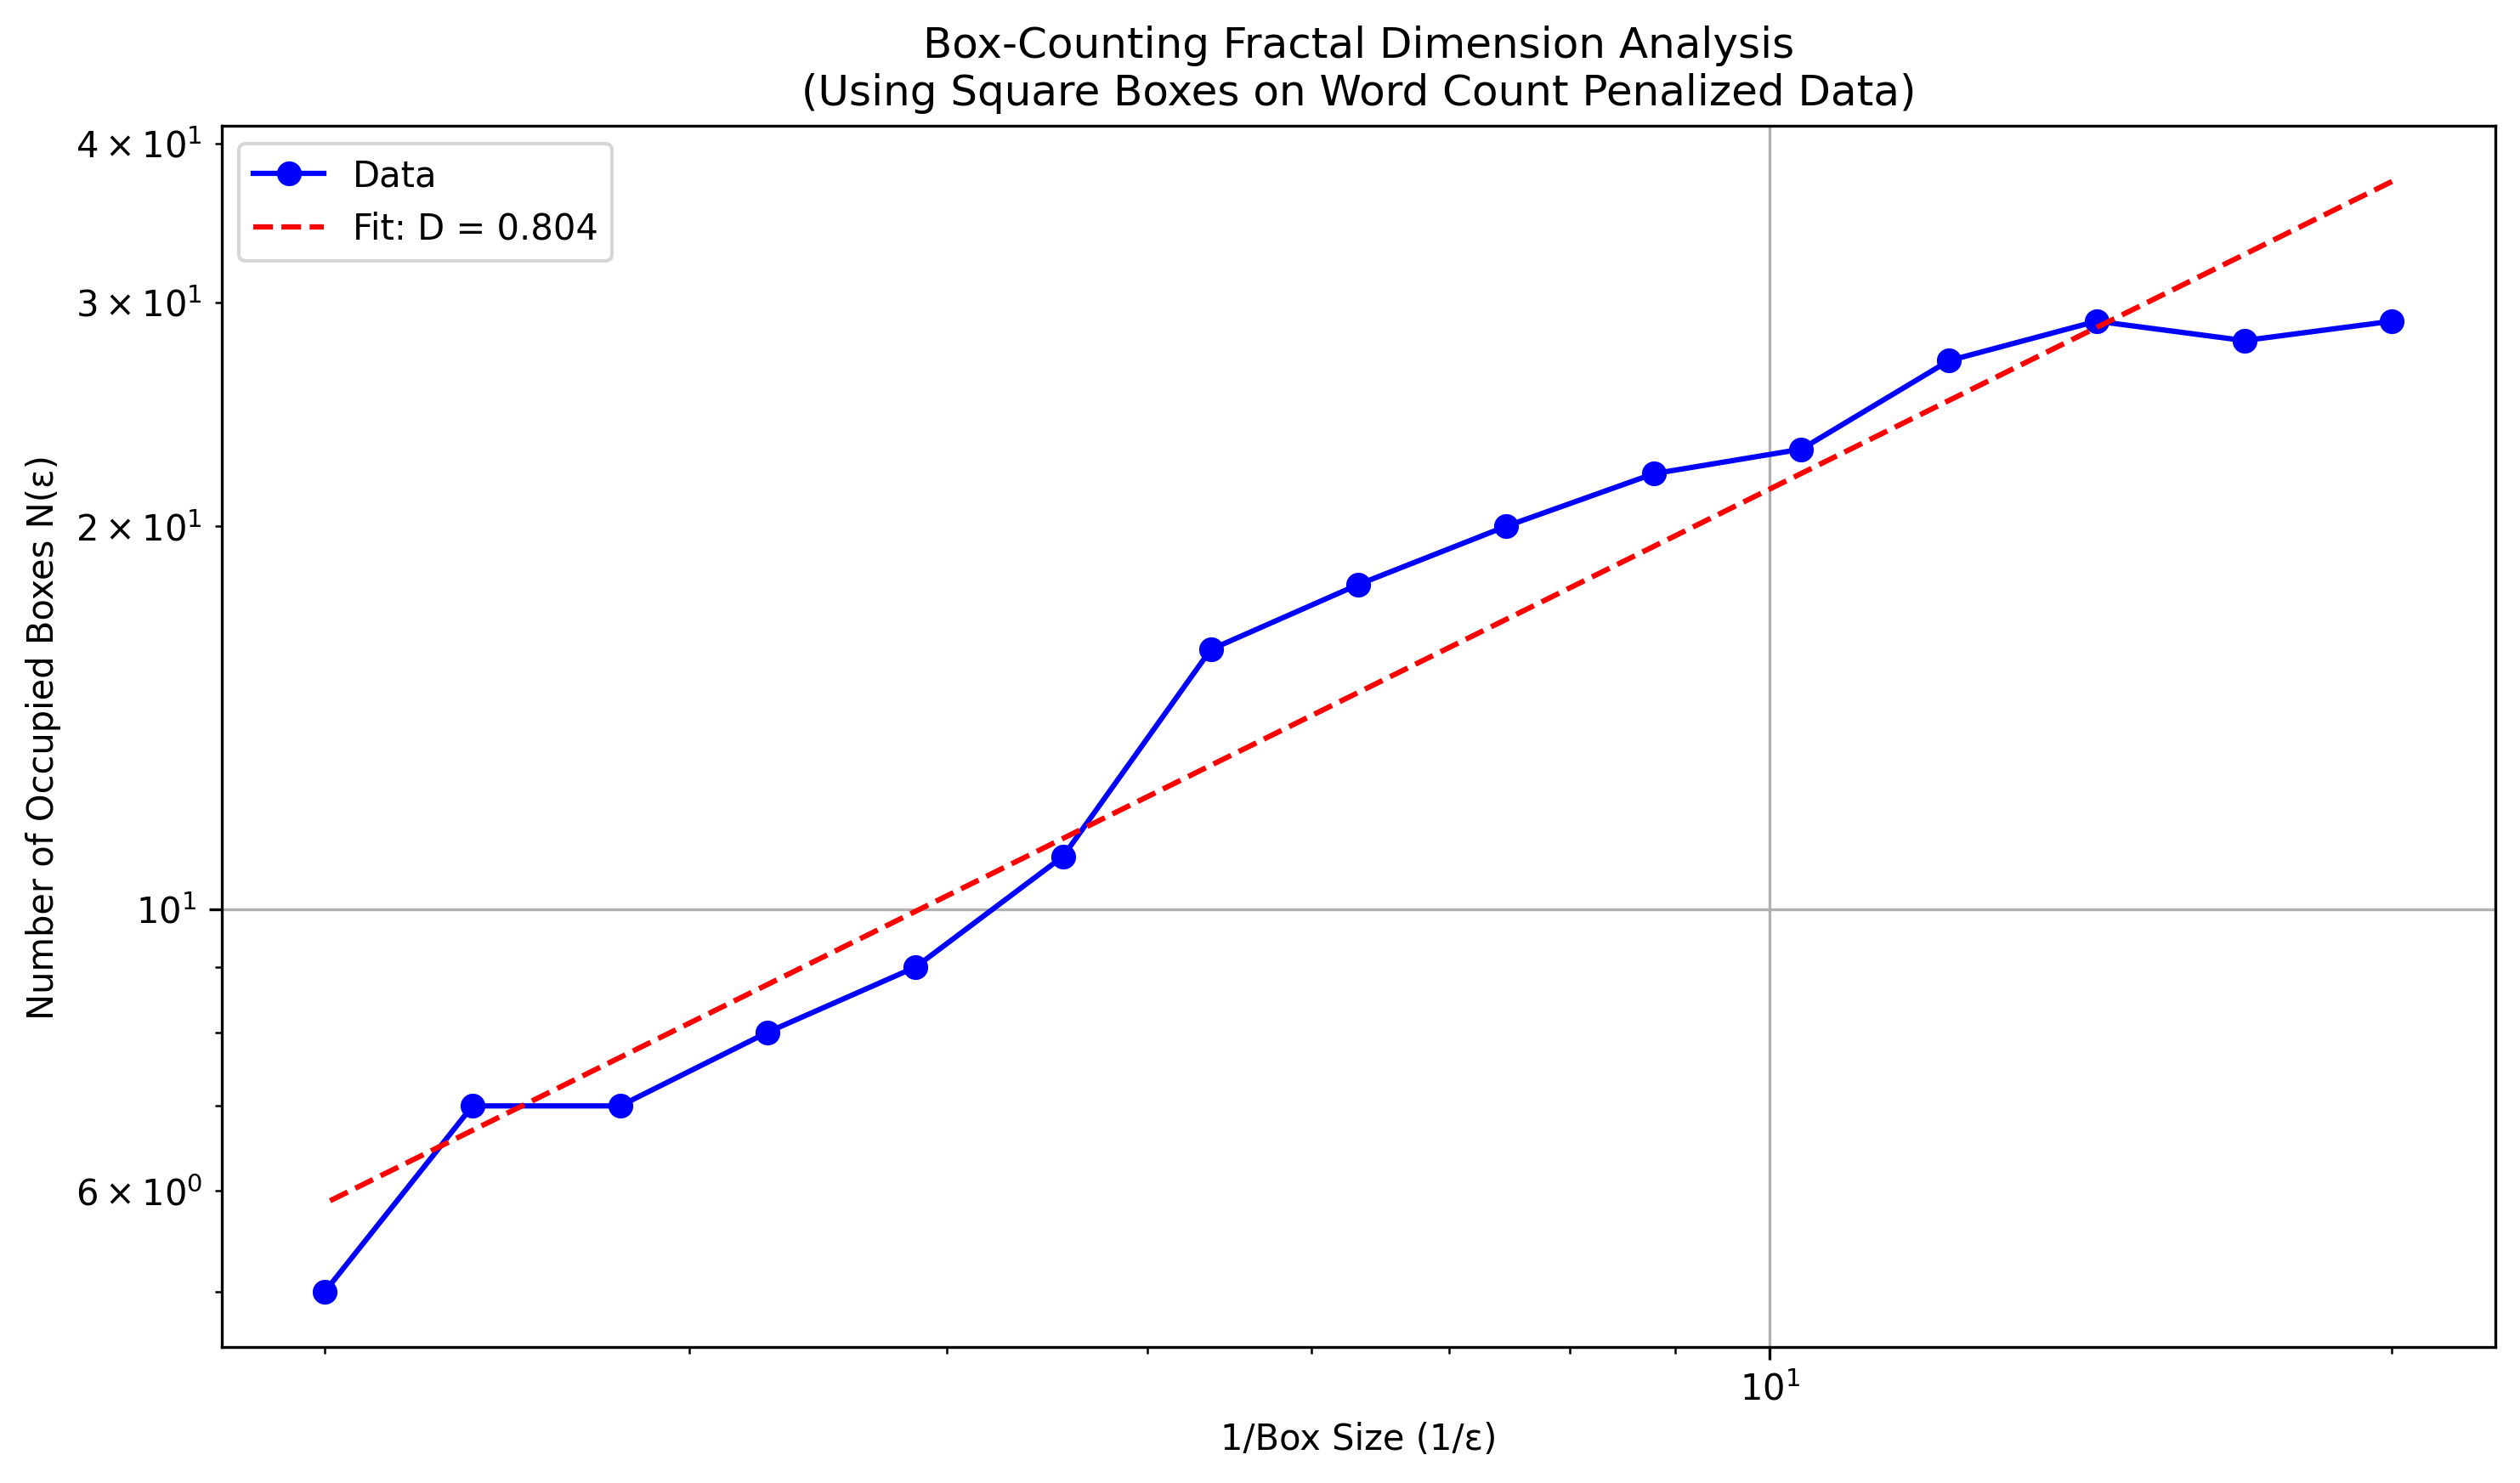 Box-Counting Fractal Dimension Analysis
(Using Square Boxes on Word Count Penalized Data)
Data
Fit: D = 0.804
4 × 10¹
3 × 10¹
2 × 10¹
10¹
6 × 10⁰
Number of Occupied Boxes N(ε)
10¹
1/Box Size (1/ε)